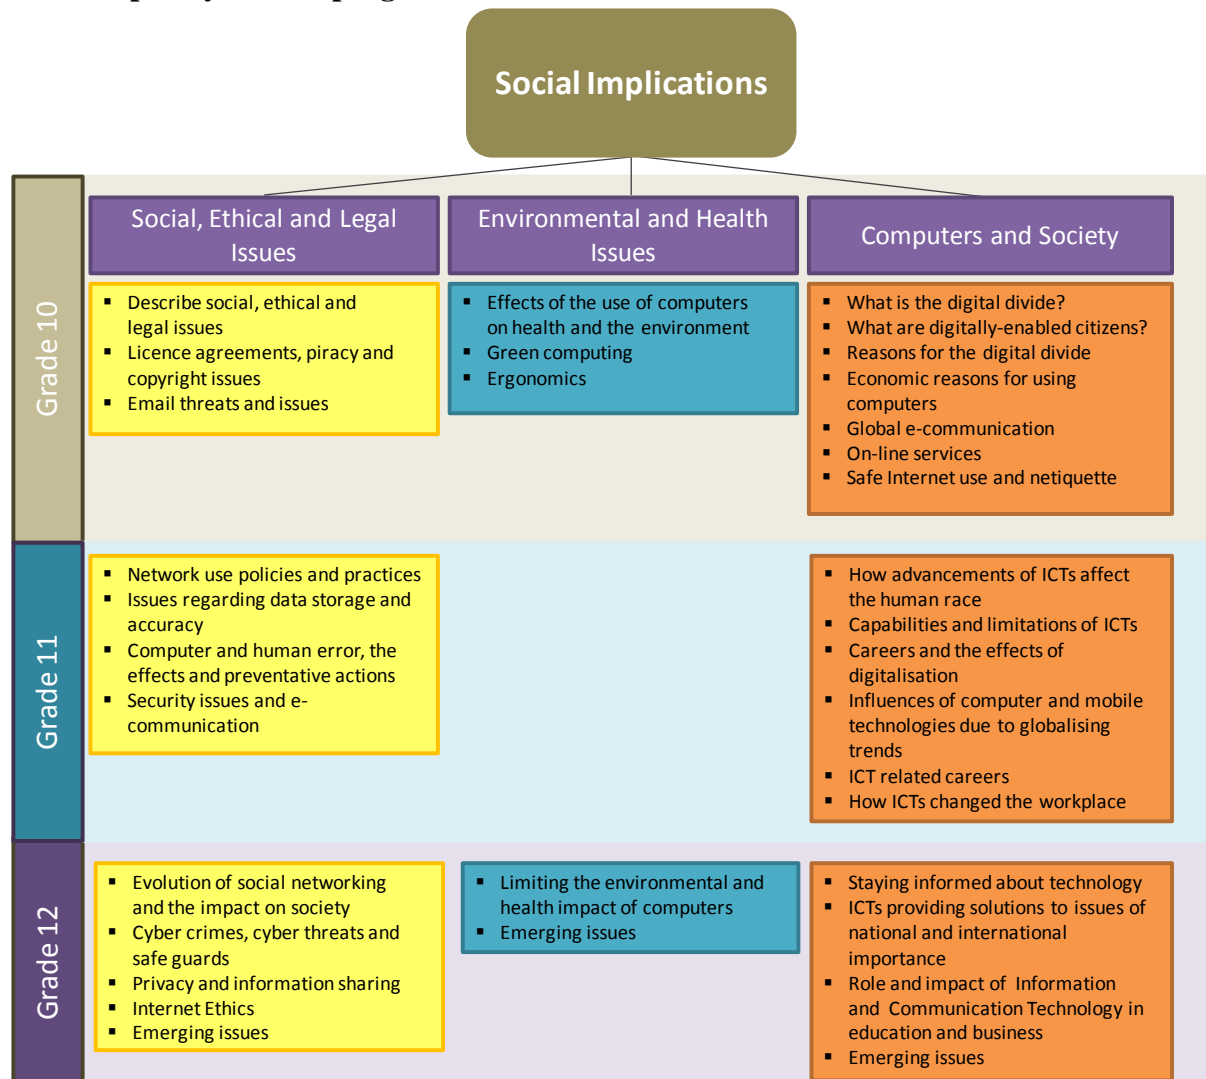 Social Implications
Social, Ethical and Legal
Issues
Environmental and Health
Issues
Computers and Society
Grade 10
▪ Describe social, ethical and
legal issues
▪ Licence agreements, piracy and
copyright issues
▪ Email threats and issues
▪ Effects of the use of computers
on health and the environment
▪ Green computing
▪ Ergonomics
▪ What is the digital divide?
▪ What are digitally-enabled citizens?
▪ Reasons for the digital divide
▪ Economic reasons for using
computers
▪ Global e-communication
▪ On-line services
▪ Safe Internet use and netiquette
Grade 11
▪ Network use policies and practices
▪ Issues regarding data storage and
accuracy
▪ Computer and human error, the
effects and preventative actions
▪ Security issues and e-
communication
▪ How advancements of ICTs affect
the human race
▪ Capabilities and limitations of ICTs
▪ Careers and the effects of
digitalisation
▪ Influences of computer and mobile
technologies due to globalising
trends
▪ ICT related careers
▪ How ICTs changed the workplace
Grade 12
▪ Evolution of social networking
and the impact on society
▪ Cyber crimes, cyber threats and
safe guards
▪ Privacy and information sharing
▪ Internet Ethics
▪ Emerging issues
▪ Limiting the environmental and
health impact of computers
▪ Emerging issues
▪ Staying informed about technology
▪ ICTs providing solutions to issues of
national and international
importance
▪ Role and impact of Information
and Communication Technology in
education and business
▪ Emerging issues